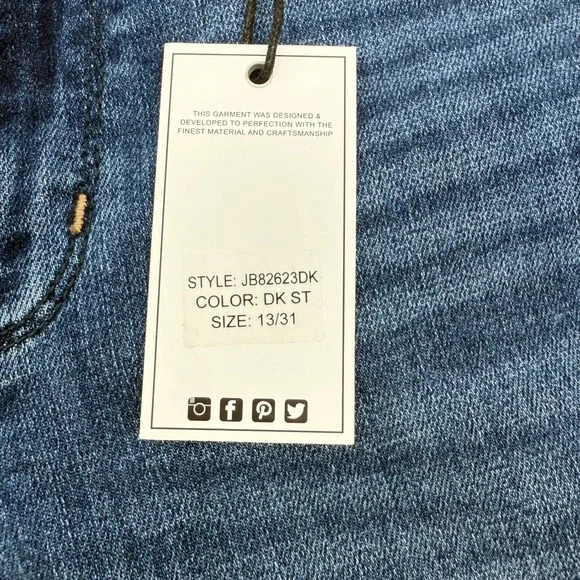 THIS GARMENT WAS DESIGNED &
DEVELOPED TO PERFECTION WITH THE
FINEST MATERIAL AND CRAFTSMANSHIP
STYLE: JB82623DK
COLOR: DK ST
SIZE: 13/31